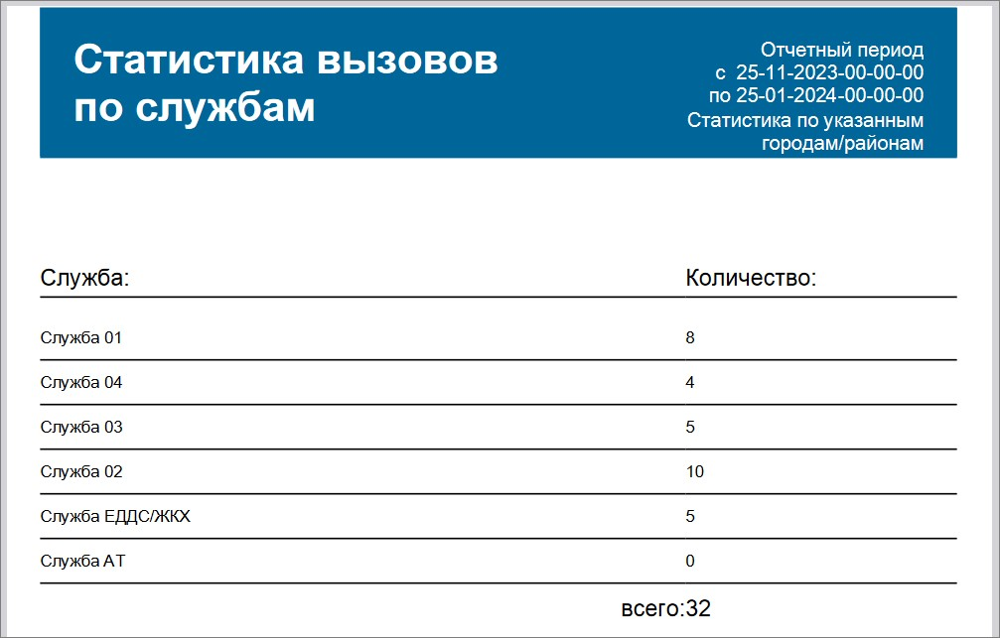 Статистика вызовов
по службам
Отчетный период
с 25-11-2023-00-00-00
по 25-01-2024-00-00-00
Статистика по указанным
городам/районам
Служба: Количество:
Служба 01 8
Служба 04 4
Служба 03 5
Служба 02 10
Служба ЕДДС/ЖКХ 5
Служба АТ 0
всего:32